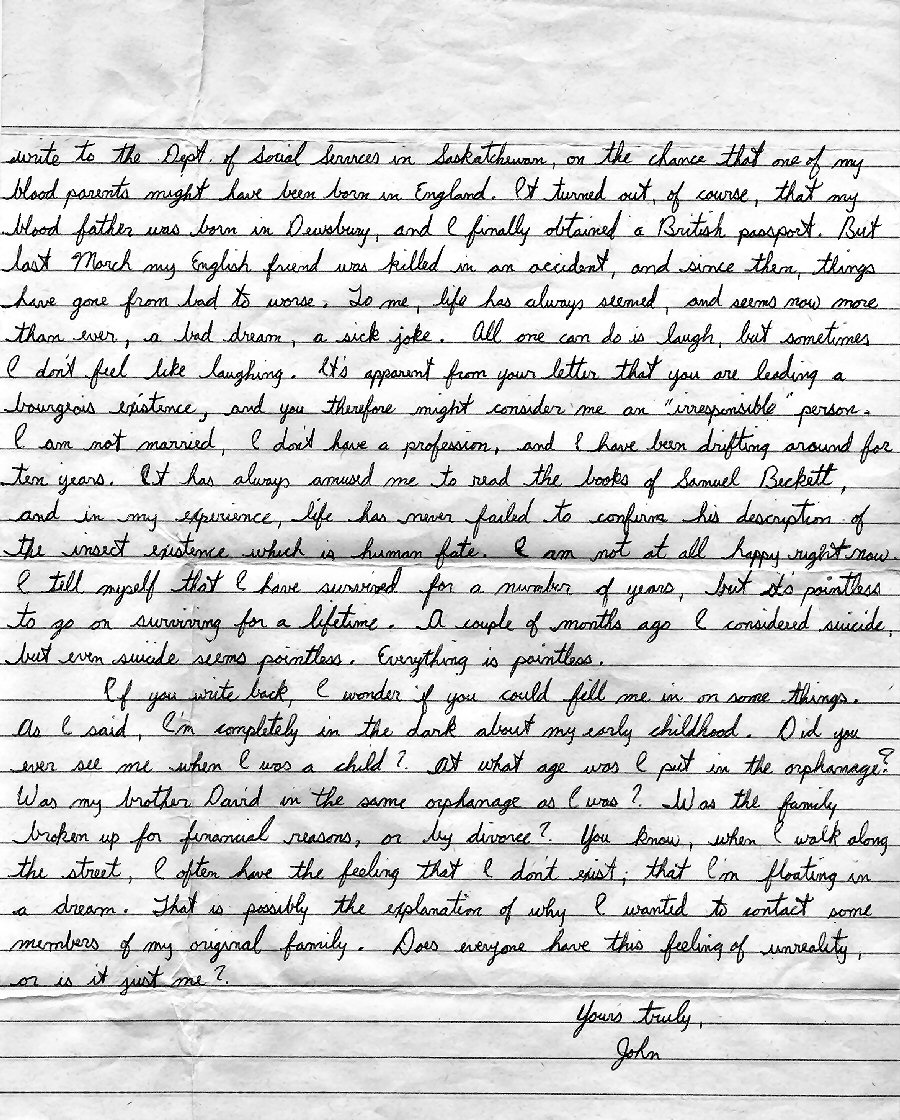 write to the Dept. of Social Services in Saskatchewan, on the chance that one of my
blood parents might have been born in England. It turned out, of course, that my
blood father was born in Dewsbury, and I finally obtained a British passport. But
last March my English friend was killed in an accident, and since then, things
have gone from bad to worse. To me, life has always seemed, and seems now more
than ever, a bad dream, a sick joke. All one can do is laugh, but sometimes
I don't feel like laughing. It's apparent from your letter that you are leading a
bourgeois existence, and you therefore might consider me an "irresponsible" person.
I am not married, I don't have a profession, and I have been drifting around for
ten years. It has always amused me to read the books of Samuel Beckett,
and in my experience, life has never failed to confirm his description of
the insect existence which is human fate. I am not at all happy right now.
I tell myself that I have survived for a number of years, but it's pointless
to go on surviving for a lifetime. A couple of months ago I considered suicide,
but even suicide seems pointless. Everything is pointless.
If you write back, I wonder if you could fill me in on some things.
As I said, I'm completely in the dark about my early childhood. Did you
ever see me when I was a child? At what age was I put in the orphanage?
Was my brother David in the same orphanage as I was? Was the family
broken up for financial reasons, or by divorce? You know, when I walk along
the street, I often have the feeling that I don't exist; that I'm floating in
a dream. That is possibly the explanation of why I wanted to contact some
members of my original family. Does everyone have this feeling of unreality,
or is it just me?
Yours truly,
John